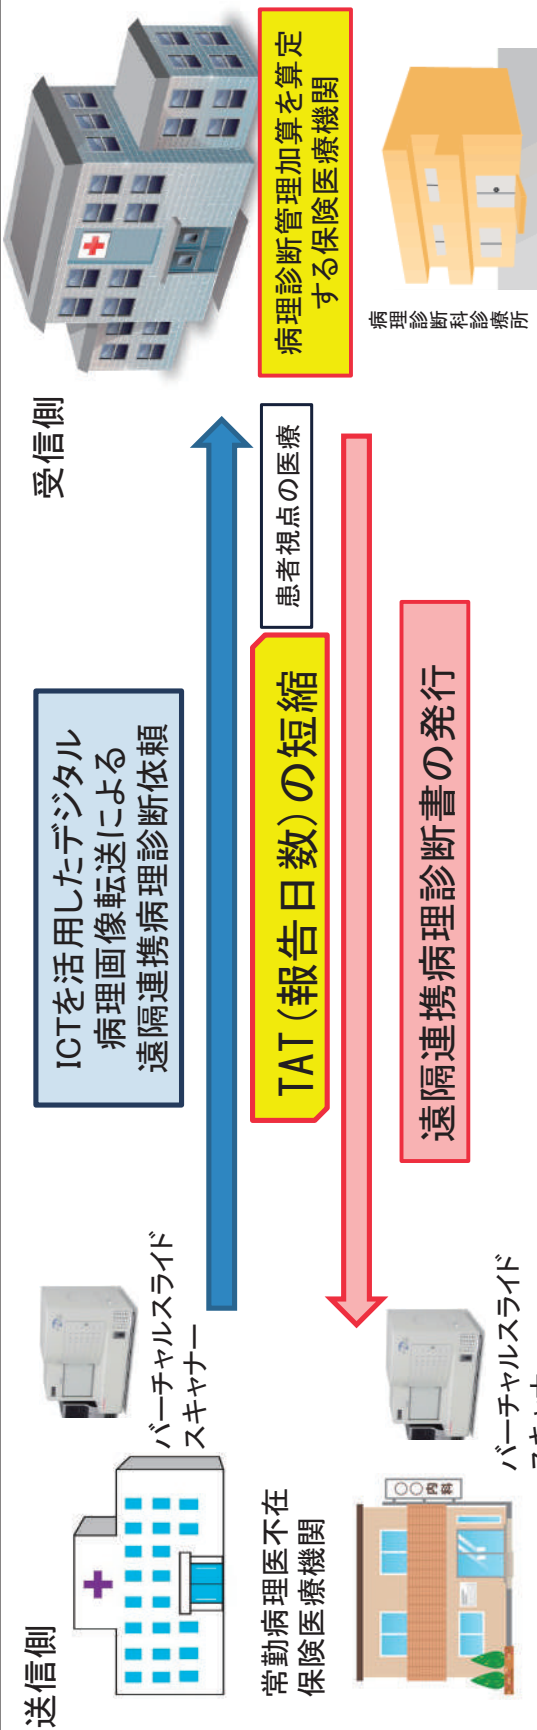 送信側
バーチャルスライド
スキャナー
常勤病理医不在
保険医療機関
○○内科
バーチャルスライド
ICTを活用したデジタル
病理画像転送による
遠隔連携病理診断依頼
TAT(報告日数)の短縮
患者視点の医療
遠隔連携病理診断書の発行
受信側
病理診断管理加算を算定
する保険医療機関
病理診断科診療所